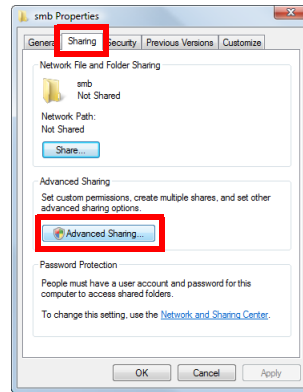 smb Properties
General Sharing Security Previous Versions Customize
Network File and Folder Sharing
smb
Not Shared
Network Path:
Not Shared
Share...
Advanced Sharing
Set custom permissions, create multiple shares, and set other
advanced sharing options.
Advanced Sharing...
Password Protection
People must have a user account and password for this
computer to access shared folders.
To change this setting, use the Network and Sharing Center.
OK Cancel Apply